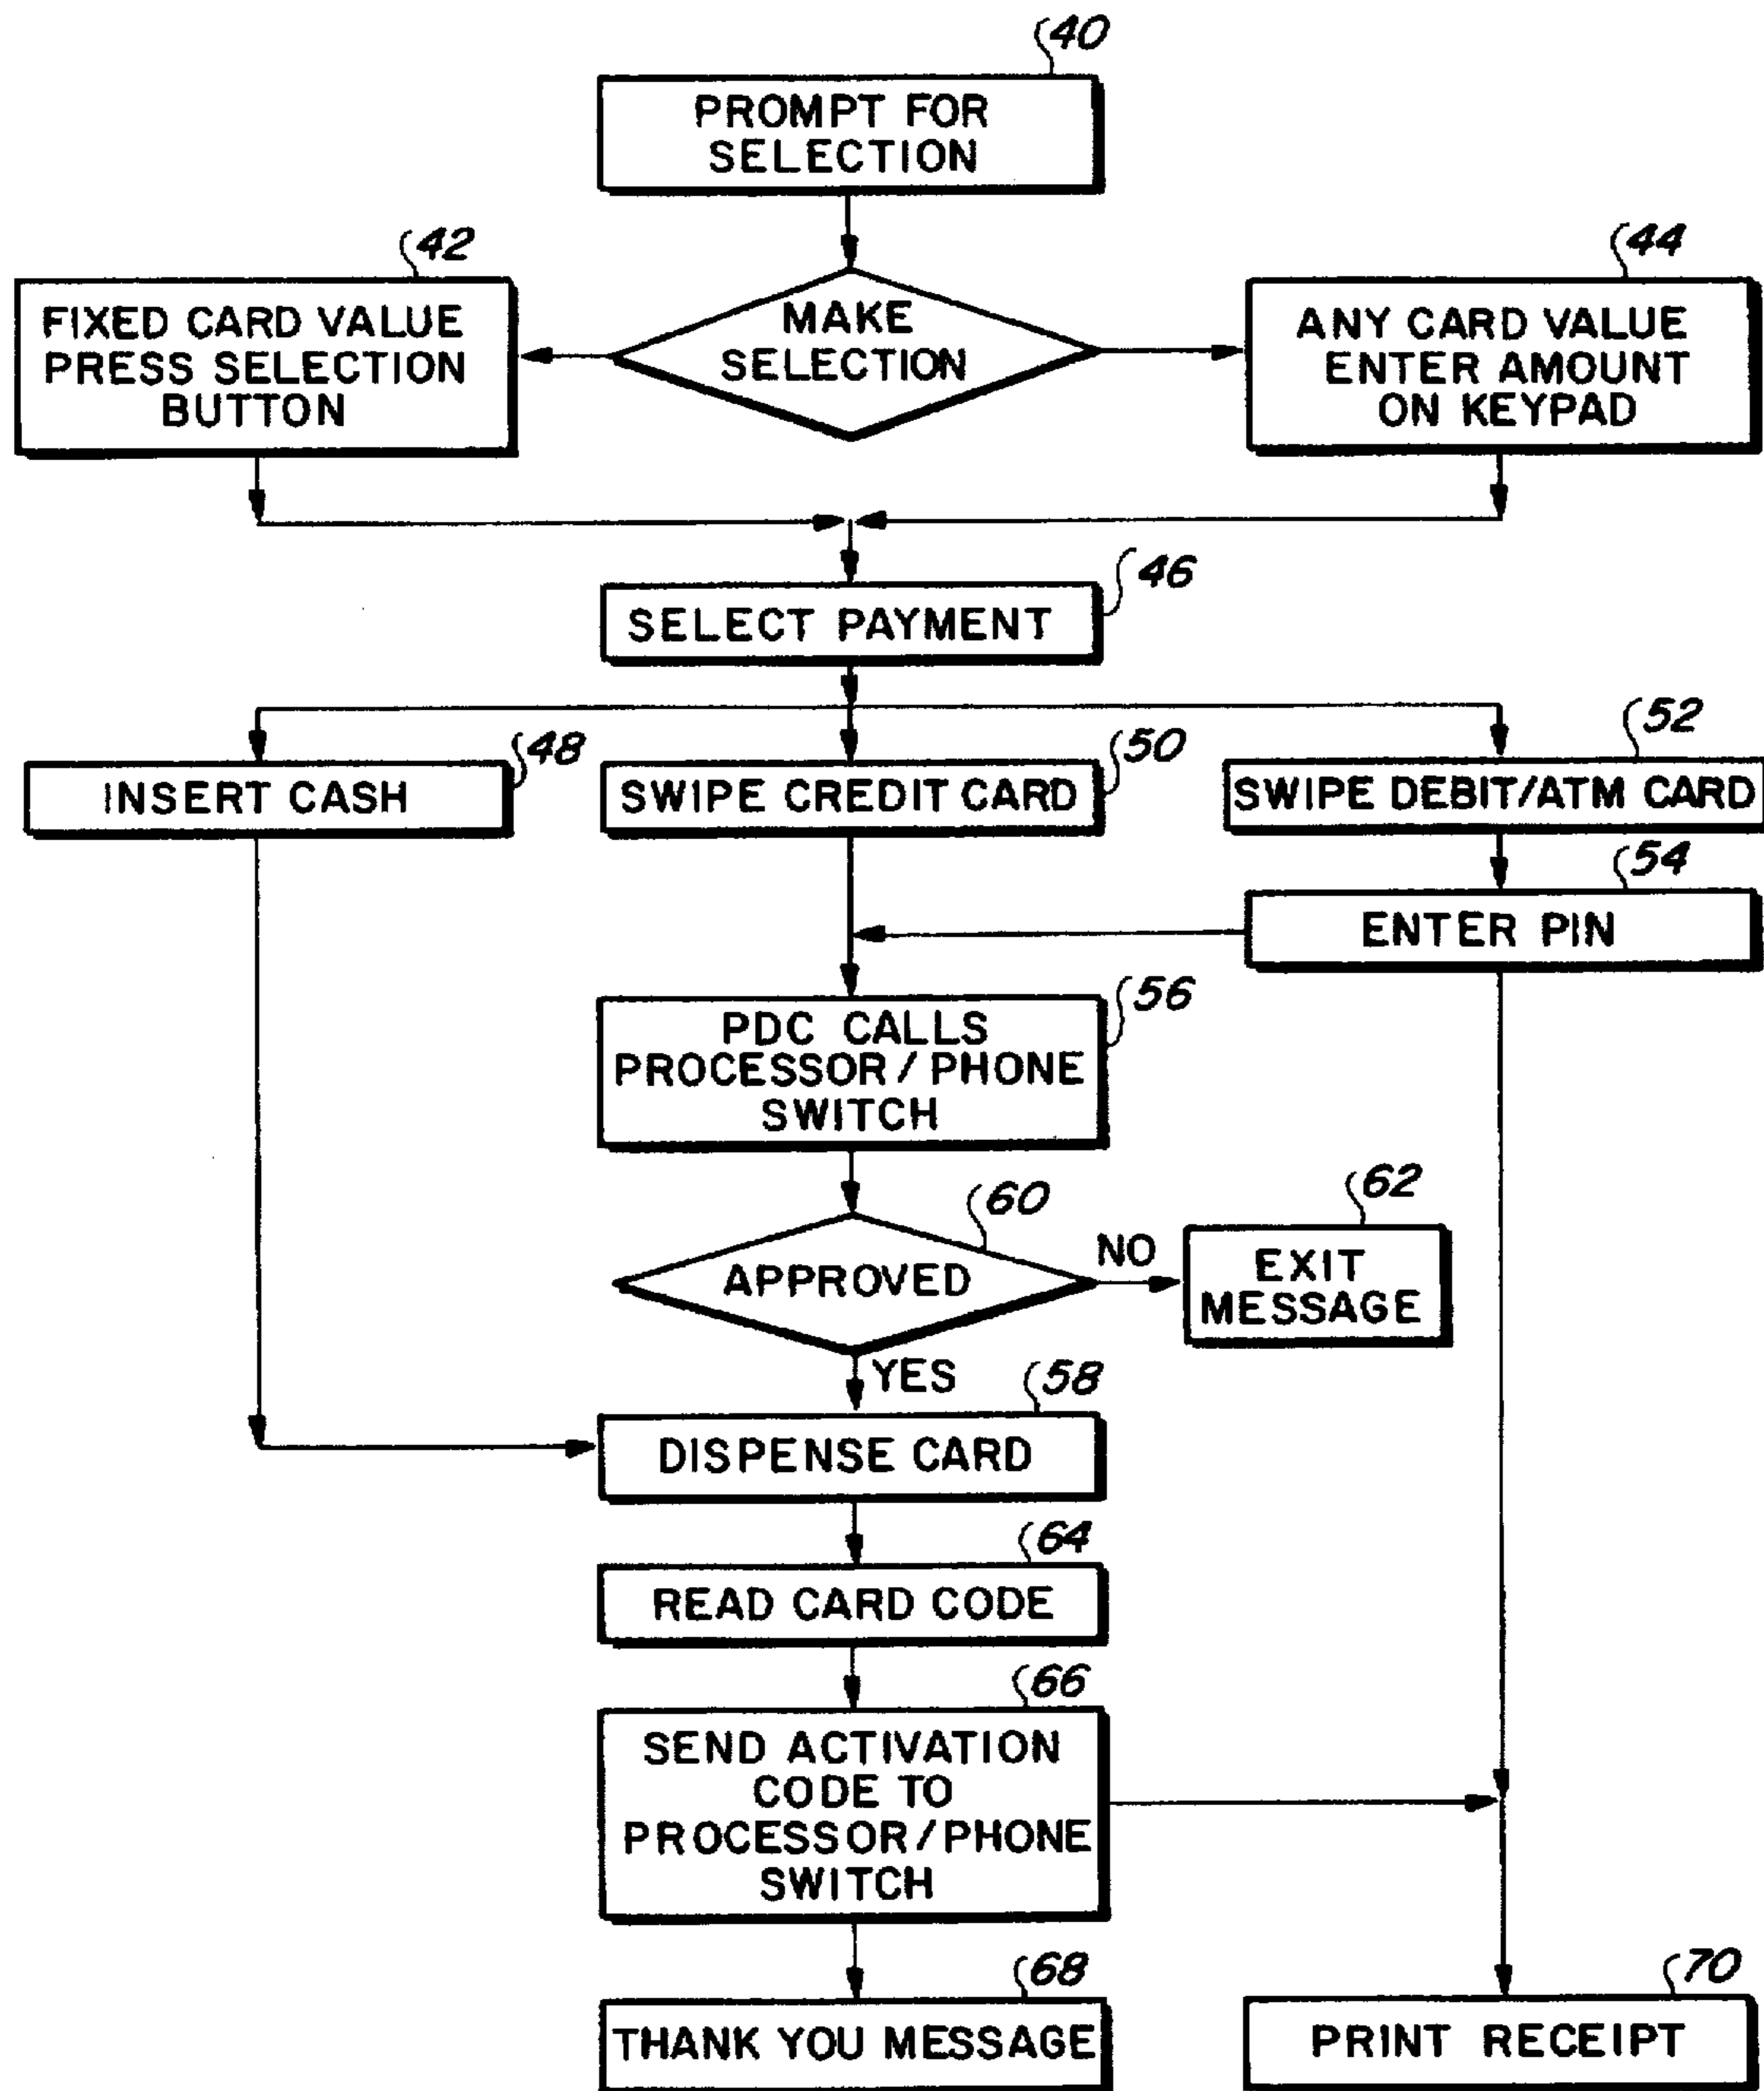 40
PROMPT FOR
SELECTION
42
44
FIXED CARD VALUE
PRESS SELECTION
BUTTON
MAKE
SELECTION
ANY CARD VALUE
ENTER AMOUNT
ON KEYPAD
46
SELECT PAYMENT
48
50
52
INSERT CASH
SWIPE CREDIT CARD
SWIPE DEBIT/ATM CARD
54
ENTER PIN
56
PDC CALLS
PROCESSOR/PHONE
SWITCH
60
62
APPROVED
NO
EXIT
MESSAGE
YES
58
DISPENSE CARD
64
READ CARD CODE
66
SEND ACTIVATION
CODE TO
PROCESSOR/PHONE
SWITCH
68
70
THANK YOU MESSAGE
PRINT RECEIPT